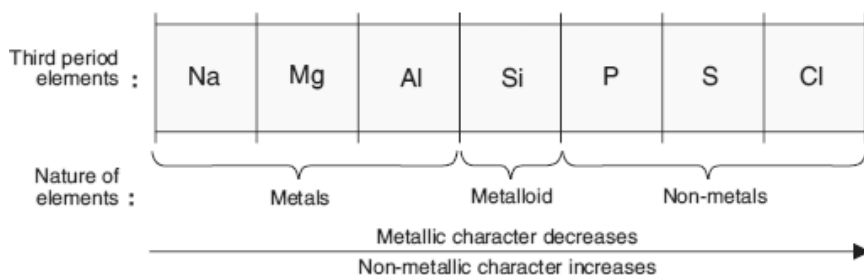 Third period
elements :
Na Mg Al Si P S Cl
Nature of
elements :
Metals Metalloid Non-metals
Metallic character decreases
Non-metallic character increases